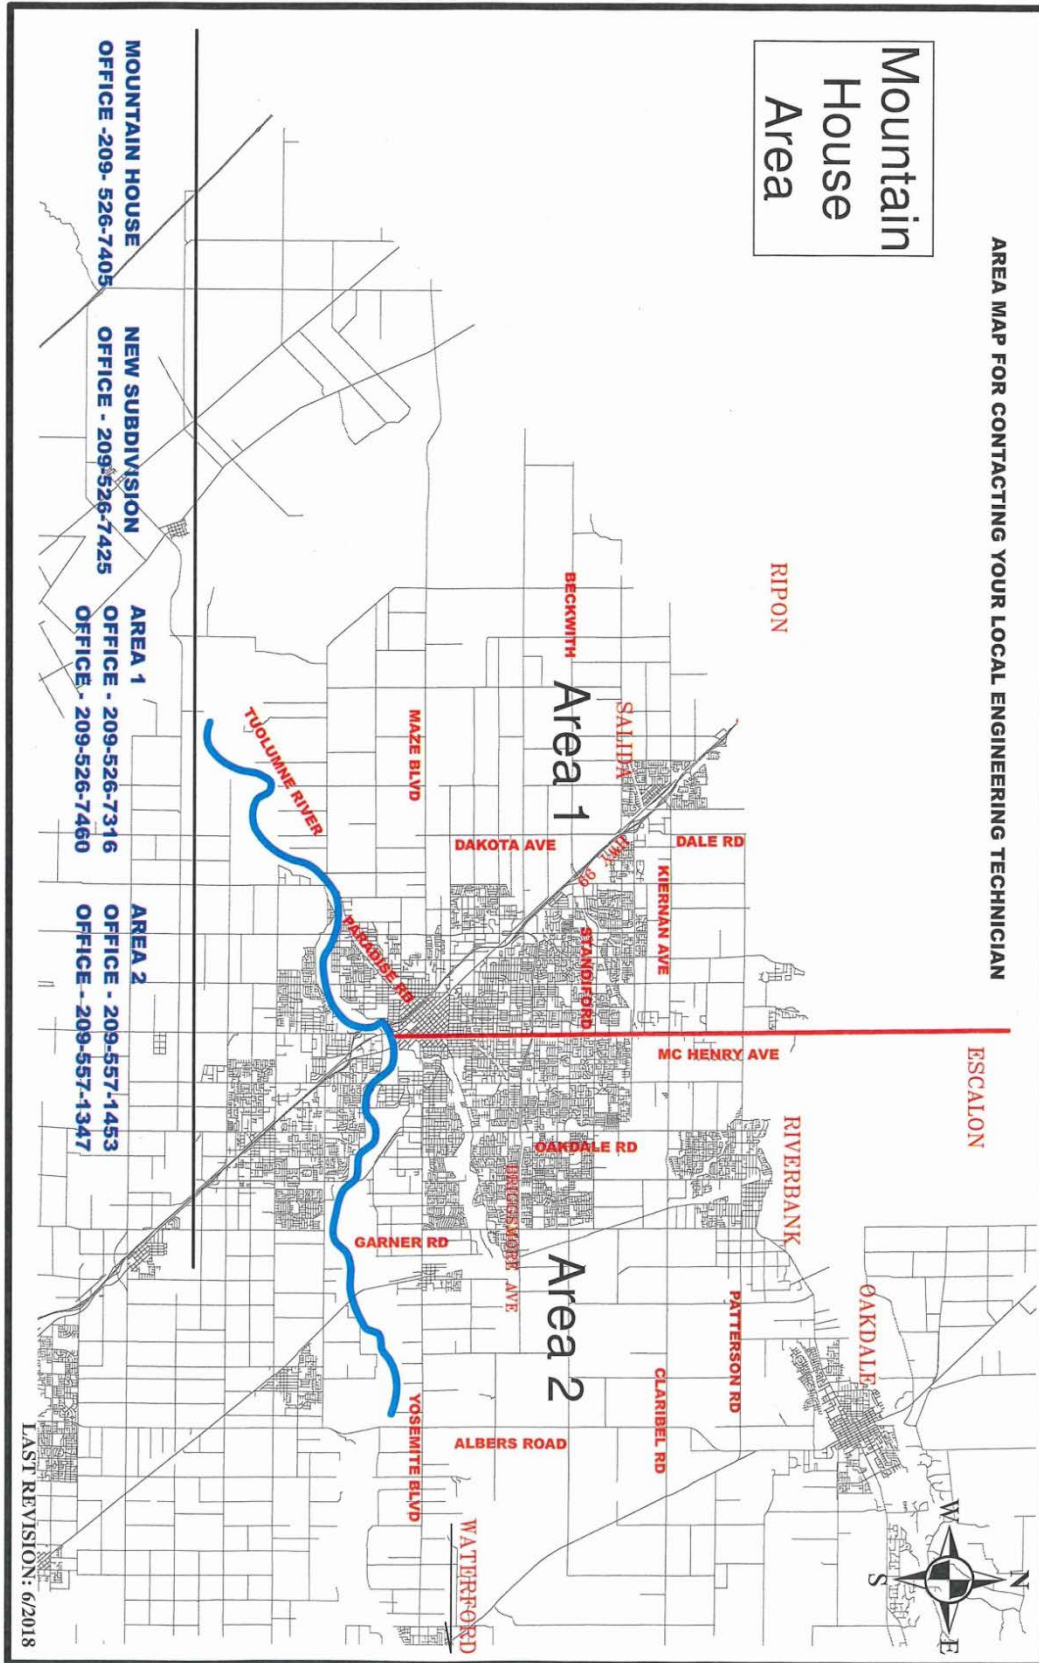 AREA MAP FOR CONTACTING YOUR LOCAL ENGINEERING TECHNICIAN
Mountain
House
Area
RIPON
ESCALON
RIVERBANK
OAKDALE
SALIDA
WATERFORD
BECKWITH
Area 1
DALE RD
KIERNAN AVE
STANDIFORD
HWY 99
DAKOTA AVE
MAZE BLVD
TUOLUMNE RIVER
PARADISE RD
MC HENRY AVE
OAKDALE RD
BRIGGSMORE AVE
GARNER RD
Area 2
PATTERSON RD
CLARIBEL RD
ALBERS ROAD
YOSEMITE BLVD
N
W
E
S
MOUNTAIN HOUSE
OFFICE -209- 526-7405
NEW SUBDIVISION
OFFICE - 209-526-7425
AREA 1
OFFICE - 209-526-7316
OFFICE - 209-526-7460
AREA 2
OFFICE - 209-557-1453
OFFICE - 209-557-1347
LAST REVISION: 6/2018